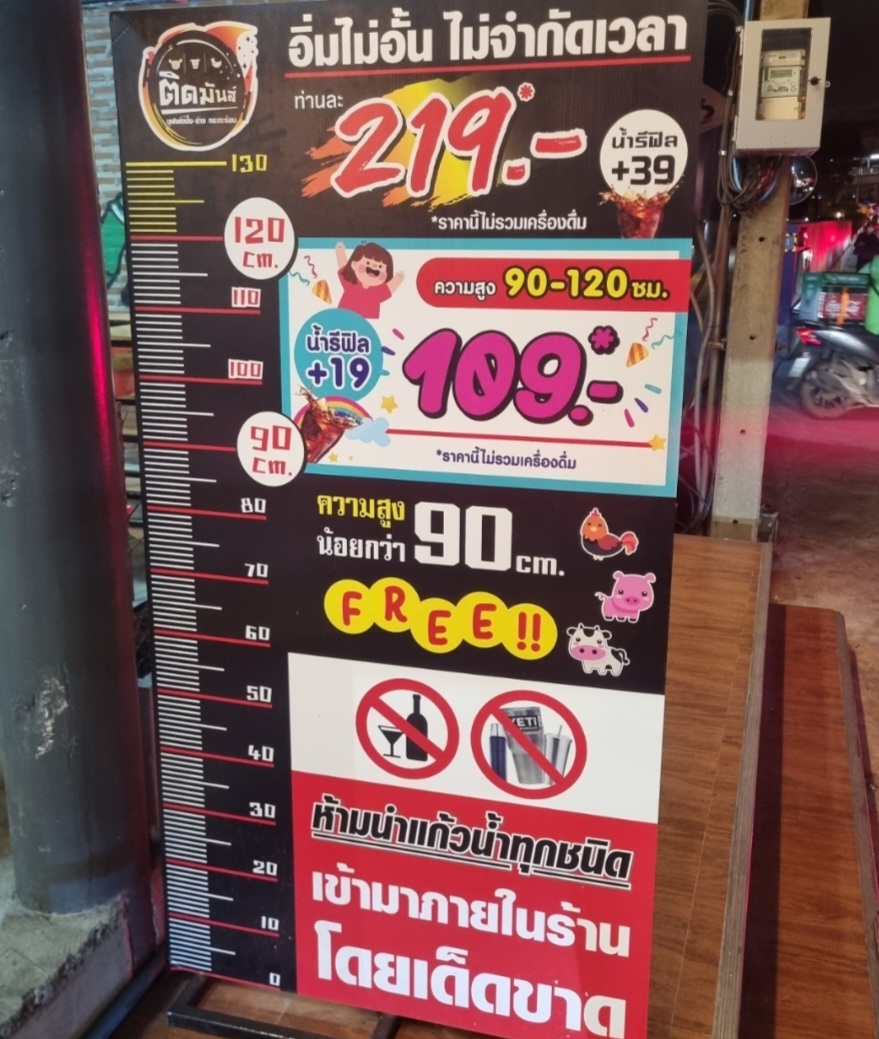 อิ่มไม่อั้น ไม่จำกัดเวลา
ติดมันส์
ท่านละ
219.-*
น้ำรีฟิล
+39
*ราคานี้ไม่รวมเครื่องดื่ม
130
120
cm.
110
100
90
cm.
80
70
60
50
40
30
20
10
0
ความสูง 90-120 ซม.
น้ำรีฟิล
+19
109.-*
*ราคานี้ไม่รวมเครื่องดื่ม
ความสูง
น้อยกว่า 90 cm.
FREE!!
YETI
ห้ามนำแก้วน้ำทุกชนิด
เข้ามาภายในร้าน
โดยเด็ดขาด